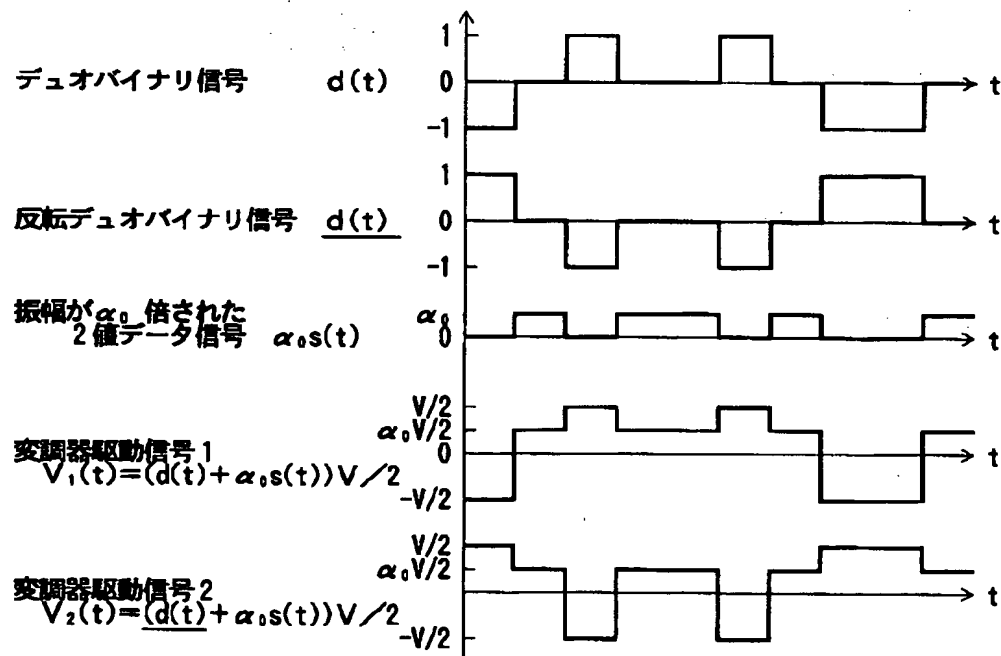 1
デュオバイナリ信号 d(t) 0 t
-1
1
反転デュオバイナリ信号 d(t) 0 t
-1
振幅がα₀ 倍された α₀
2値データ信号 α₀s(t) 0 t
V/2
α₀V/2
変調器駆動信号1 0 t
V₁(t)=(d(t)+α₀s(t))V/2
-V/2
V/2
α₀V/2
変調器駆動信号2 t
V₂(t)=(d(t)+α₀s(t))V/2
-V/2